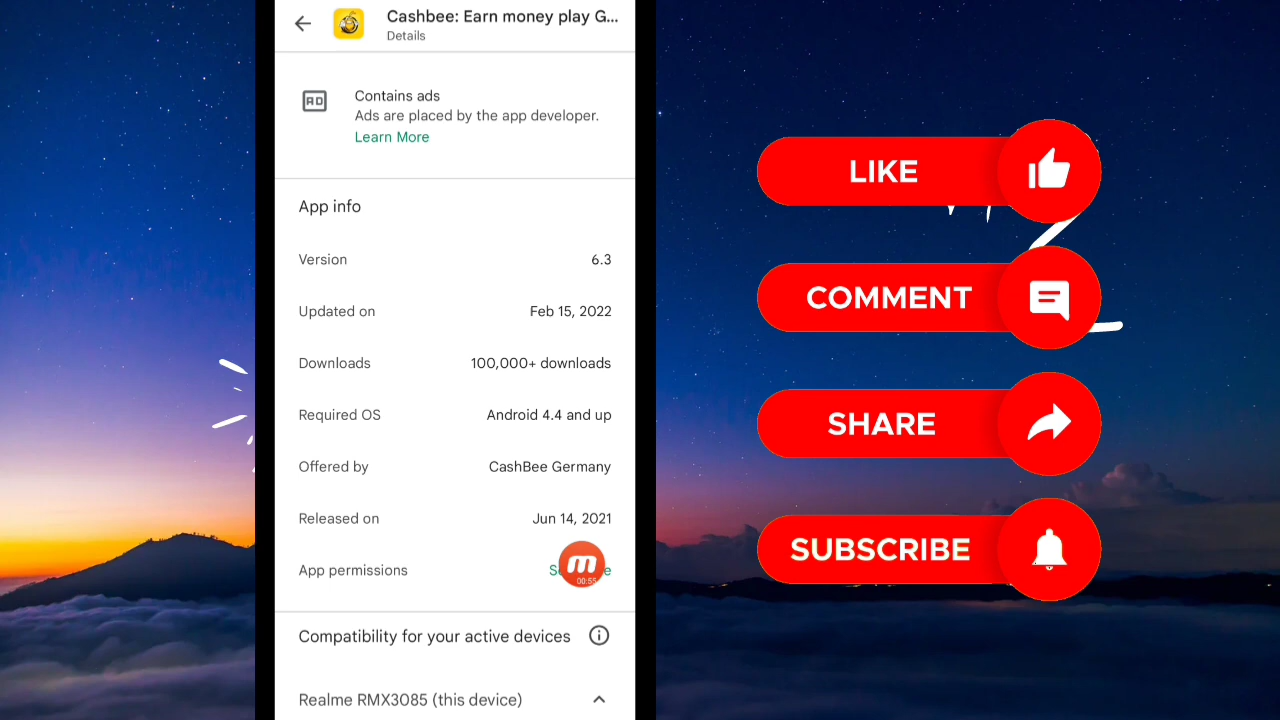 Cashbee: Earn money play G...
Details
AD
Contains ads
Ads are placed by the app developer.
Learn More
App info
Version 6.3
Updated on Feb 15, 2022
Downloads 100,000+ downloads
Required OS Android 4.4 and up
Offered by CashBee Germany
Released on Jun 14, 2021
App permissions
m
00:55
Compatibility for your active devices
Realme RMX3085 (this device)
LIKE
COMMENT
SHARE
SUBSCRIBE